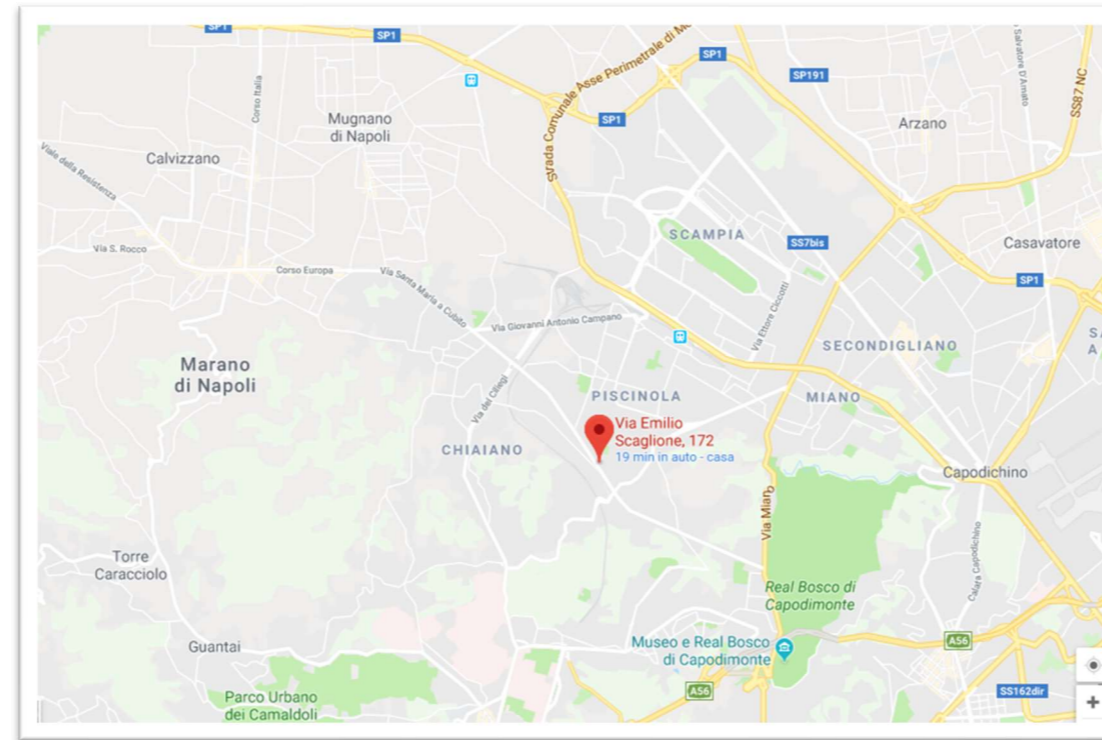 SP1
SP1
SP1
SP191
SP1
Strada Comunale Asse Perimetrale di
Via Salvatore D'Amato
SS87 NC
Corso Italia
Mugnano
di Napoli
Arzano
Calvizzano
Viale della Resistenza
SCAMPIA
SS7bis
Casavatore
Via S. Rocco
Corso Europa
Via Santa Maria a Cubito
SP1
Via Giovanni Antonio Campano
Via Ettore Ciccotti
SECONDIGLIANO
Marano
di Napoli
Via dei Ciliegi
PISCINOLA
MIANO
Via Emilio
Scaglione, 172
19 min in auto - casa
CHIAIANO
Capodichino
Via Miano
Calata Capodichino
Torre
Caracciolo
Real Bosco di
Capodimonte
Guantai
Museo e Real Bosco
di Capodimonte
A56
A56
SS162dir
Parco Urbano
dei Camaldoli
+